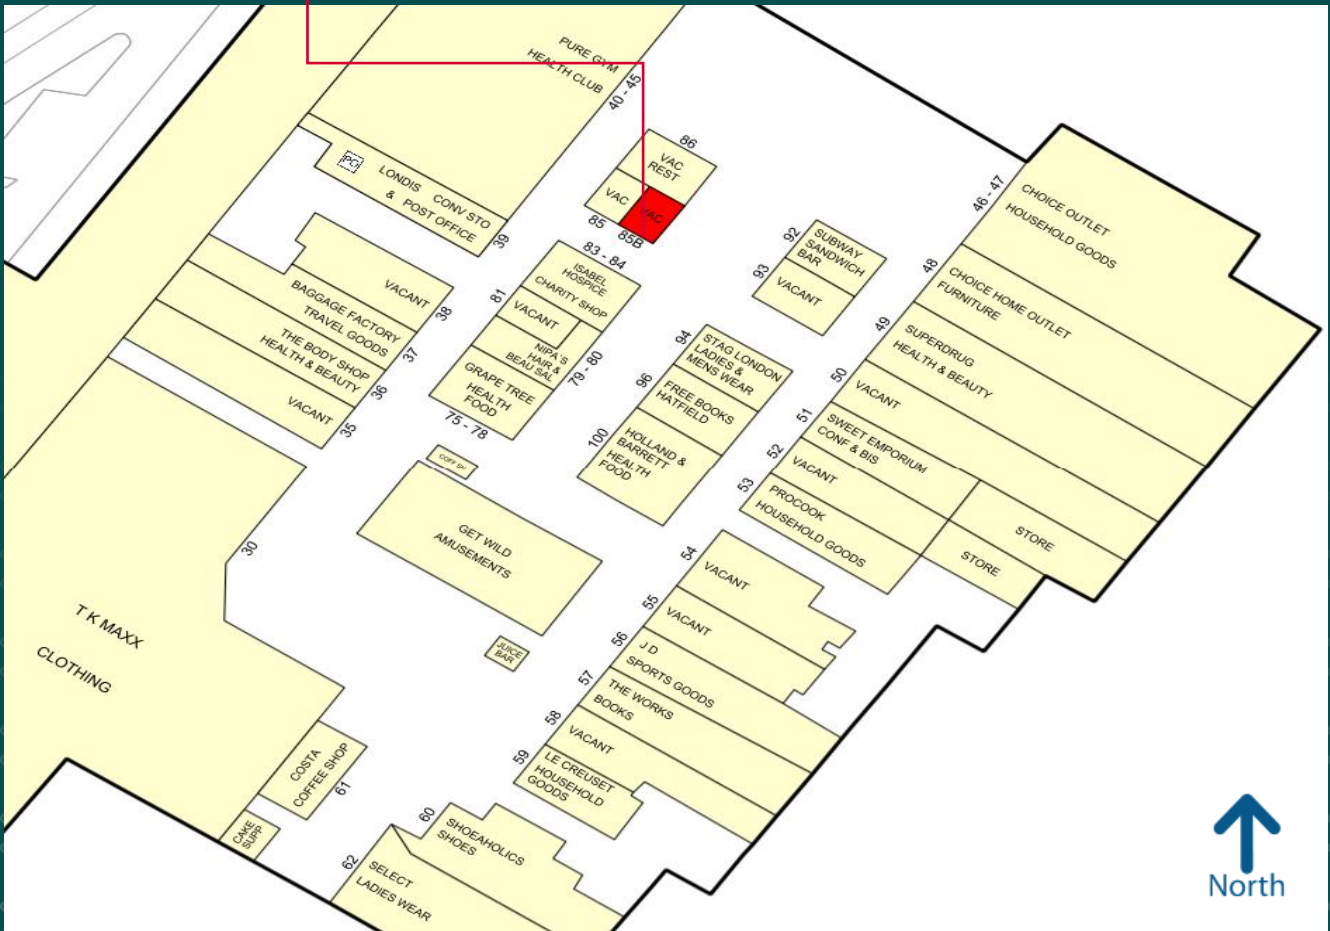 PURE GYM
HEALTH CLUB
40 - 45
86
VAC
REST
VAC
VAC
85
85B
PO
LONDIS CONV STO
& POST OFFICE
39
46 - 47
CHOICE OUTLET
HOUSEHOLD GOODS
92
SUBWAY
SANDWICH
BAR
93
VACANT
48
CHOICE HOME OUTLET
FURNITURE
83 - 84
ISABEL
HOSPICE
CHARITY SHOP
81
VACANT
NIPA'S
HAIR &
BEAU SAL
79 - 80
GRAPE TREE
HEALTH
FOOD
75 - 78
VACANT
38
BAGGAGE FACTORY
TRAVEL GOODS
37
THE BODY SHOP
HEALTH & BEAUTY
36
VACANT
35
49
SUPERDRUG
HEALTH & BEAUTY
94
STAG LONDON
LADIES &
MENS WEAR
96
FREE BOOKS
HATFIELD
100
HOLLAND &
BARRETT
HEALTH
FOOD
50
VACANT
51
SWEET EMPORIUM
CONF & BIS
52
VACANT
53
PROCOOK
HOUSEHOLD GOODS
STORE
STORE
COFF SH
GET WILD
AMUSEMENTS
30
T K MAXX
CLOTHING
JUICE
BAR
54
VACANT
55
VACANT
56
J D
SPORTS GOODS
57
THE WORKS
BOOKS
58
VACANT
59
LE CREUSET
HOUSEHOLD
GOODS
COSTA
COFFEE SHOP
61
CAKE
SUPP
60
SHOEAHOLICS
SHOES
62
SELECT
LADIES WEAR
North